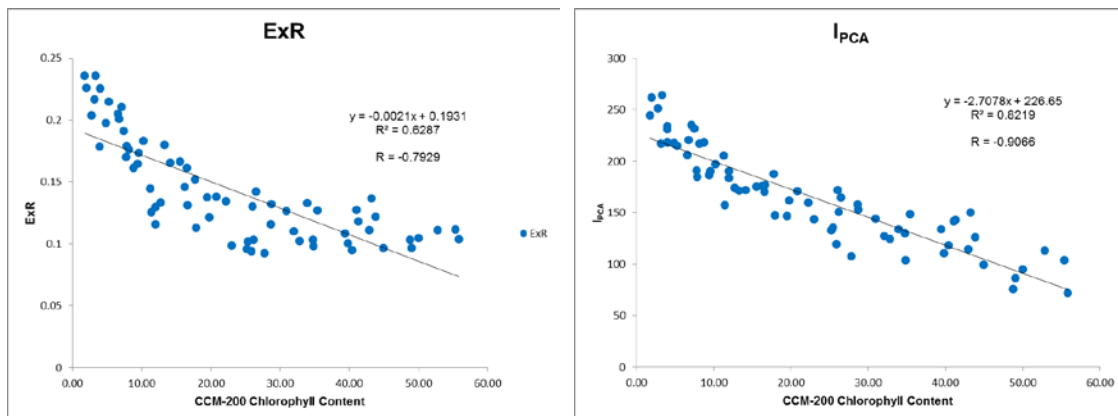 ExR
0.25
0.2
0.15
0.1
0.05
0
ExR
y = -0.0021x + 0.1931
R² = 0.6287
R = -0.7929
ExR
0.00 10.00 20.00 30.00 40.00 50.00 60.00
CCM-200 Chlorophyll Content
I_PCA
300
250
200
150
100
50
0
I_PCA
y = -2.7078x + 226.65
R² = 0.8219
R = -0.9066
0.00 10.00 20.00 30.00 40.00 50.00 60.00
CCM-200 Chlorophyll Content